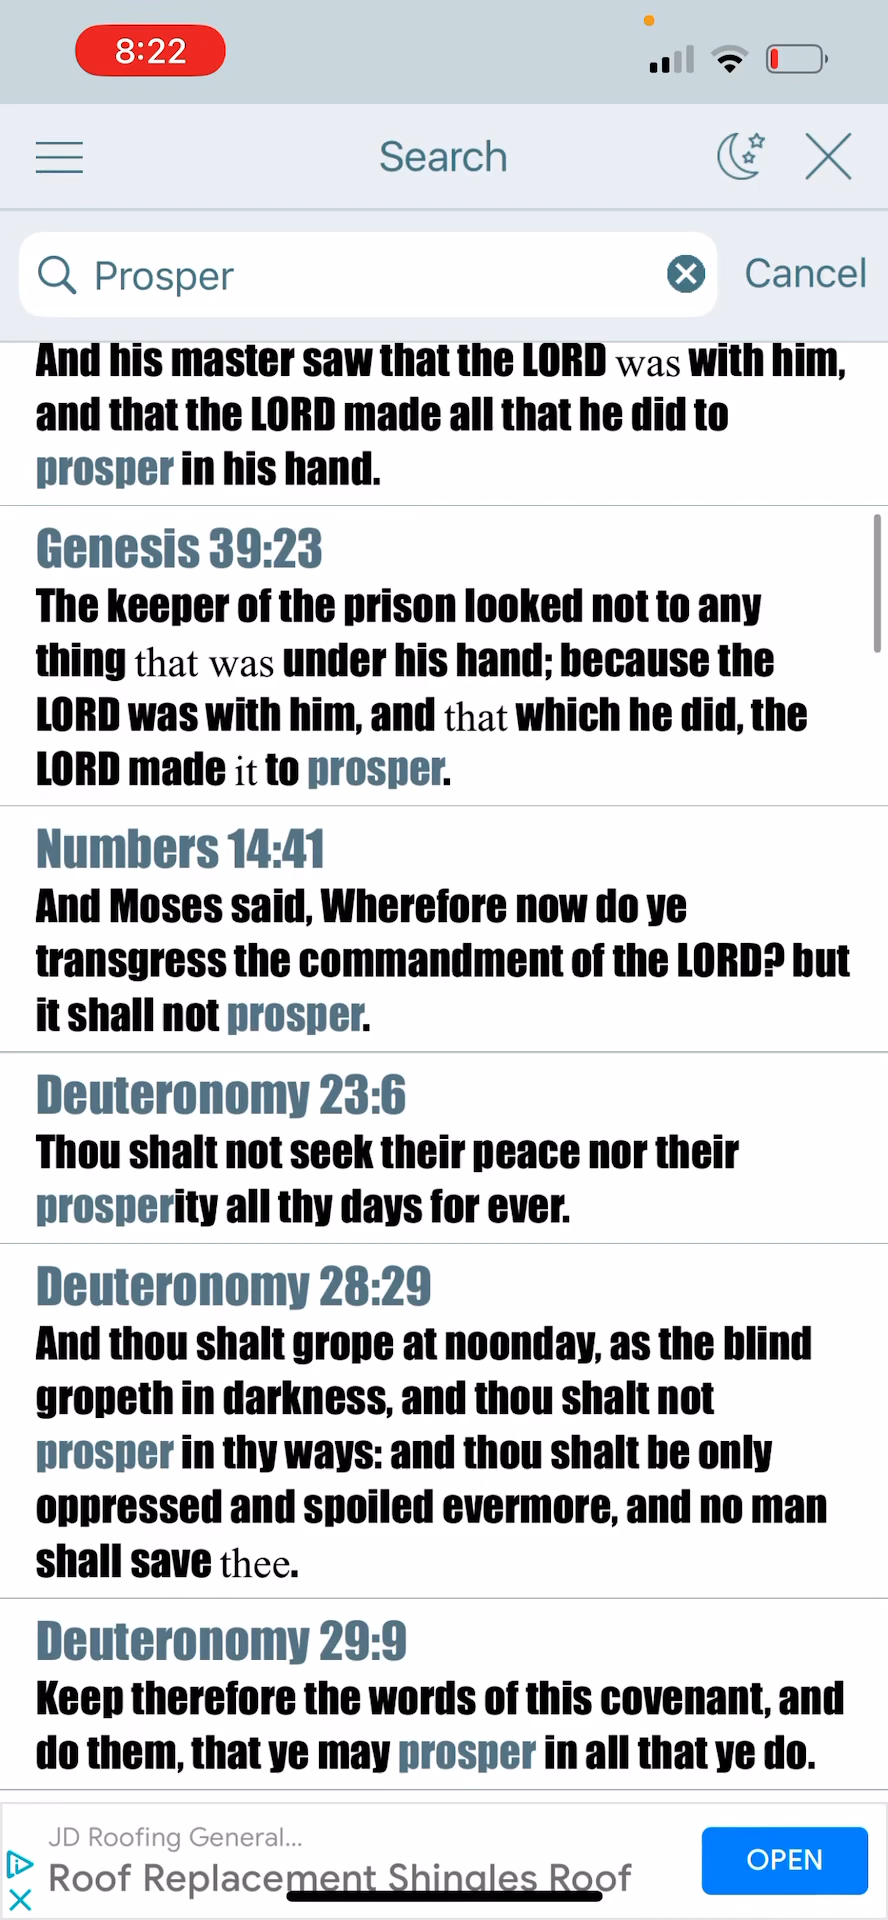 8:22
Search
Prosper
Cancel
And his master saw that the LORD was with him,
and that the LORD made all that he did to
prosper in his hand.
Genesis 39:23
The keeper of the prison looked not to any
thing that was under his hand; because the
LORD was with him, and that which he did, the
LORD made it to prosper.
Numbers 14:41
And Moses said, Wherefore now do ye
transgress the commandment of the LORD? but
it shall not prosper.
Deuteronomy 23:6
Thou shalt not seek their peace nor their
prosperity all thy days for ever.
Deuteronomy 28:29
And thou shalt grope at noonday, as the blind
gropeth in darkness, and thou shalt not
prosper in thy ways: and thou shalt be only
oppressed and spoiled evermore, and no man
shall save thee.
Deuteronomy 29:9
Keep therefore the words of this covenant, and
do them, that ye may prosper in all that ye do.
JD Roofing General...
Roof Replacement Shingles Roof
OPEN